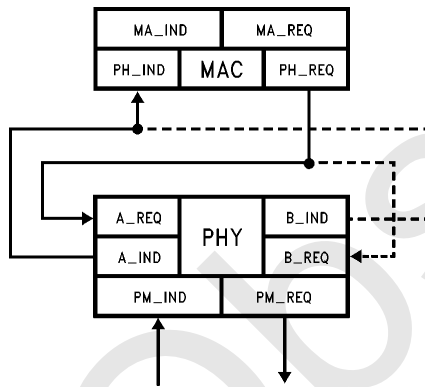 MA_IND MA_REQ
PH_IND MAC PH_REQ
A_REQ B_IND
PHY
A_IND B_REQ
PM_IND PM_REQ